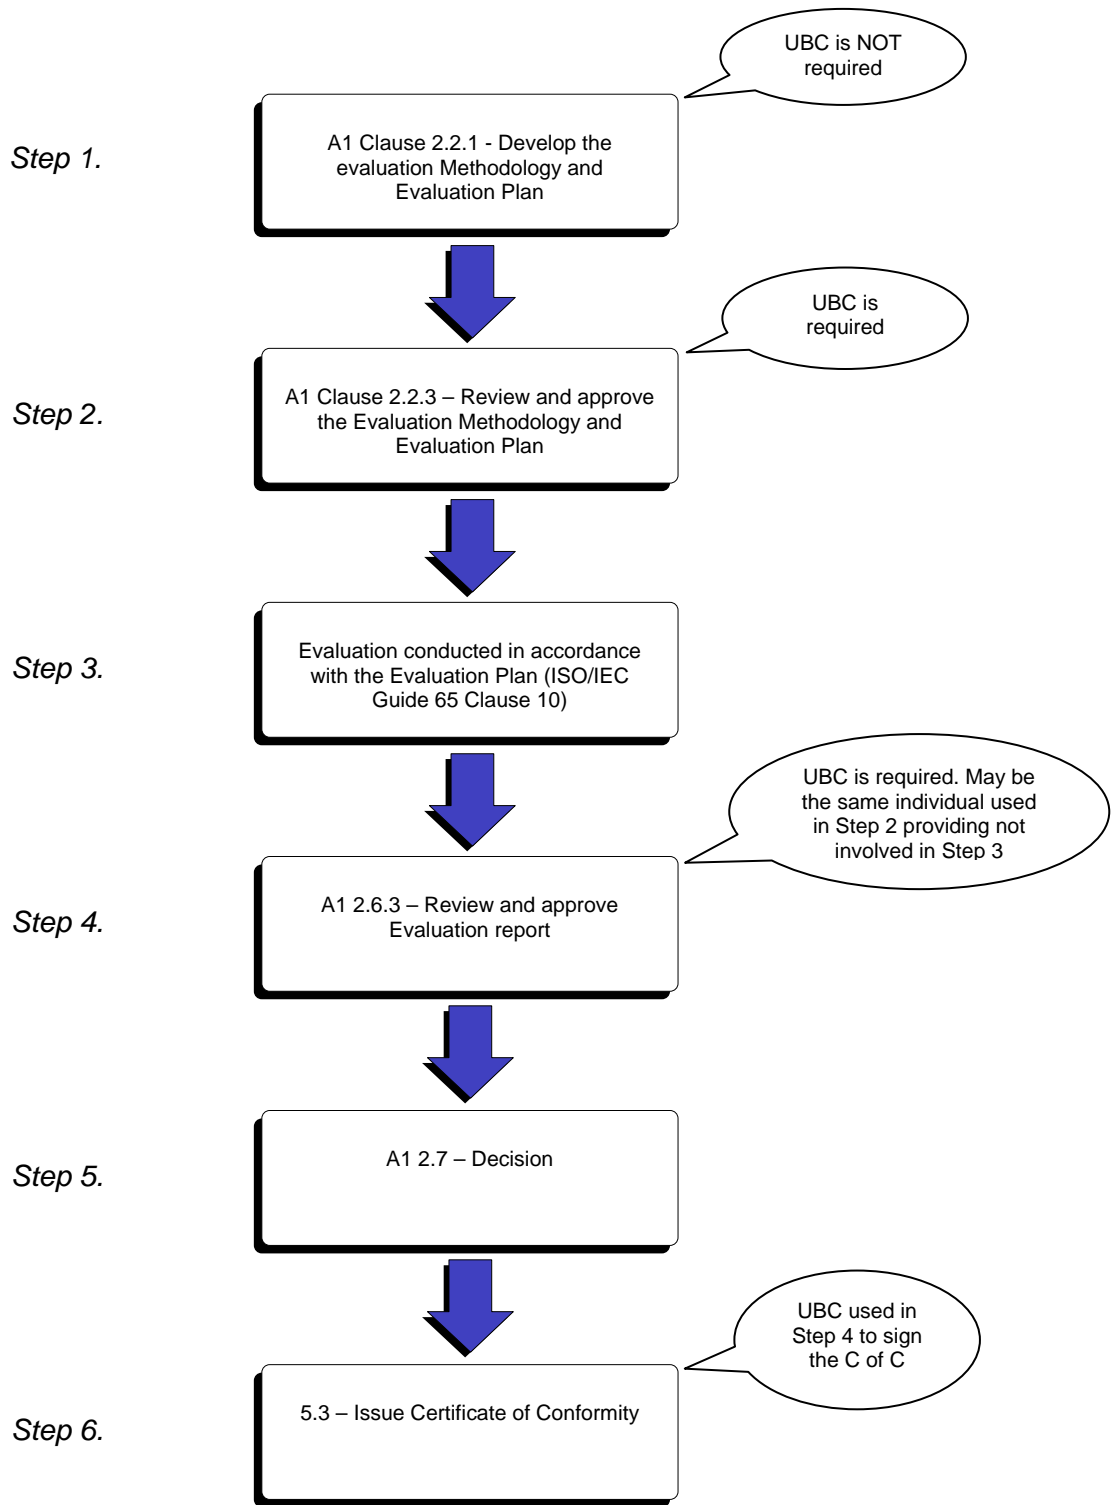 UBC is NOT
required
Step 1.
A1 Clause 2.2.1 - Develop the
evaluation Methodology and
Evaluation Plan
UBC is
required
Step 2.
A1 Clause 2.2.3 – Review and approve
the Evaluation Methodology and
Evaluation Plan
Step 3.
Evaluation conducted in accordance
with the Evaluation Plan (ISO/IEC
Guide 65 Clause 10)
UBC is required. May be
the same individual used
in Step 2 providing not
involved in Step 3
Step 4.
A1 2.6.3 – Review and approve
Evaluation report
Step 5.
A1 2.7 – Decision
UBC used in
Step 4 to sign
the C of C
Step 6.
5.3 – Issue Certificate of Conformity